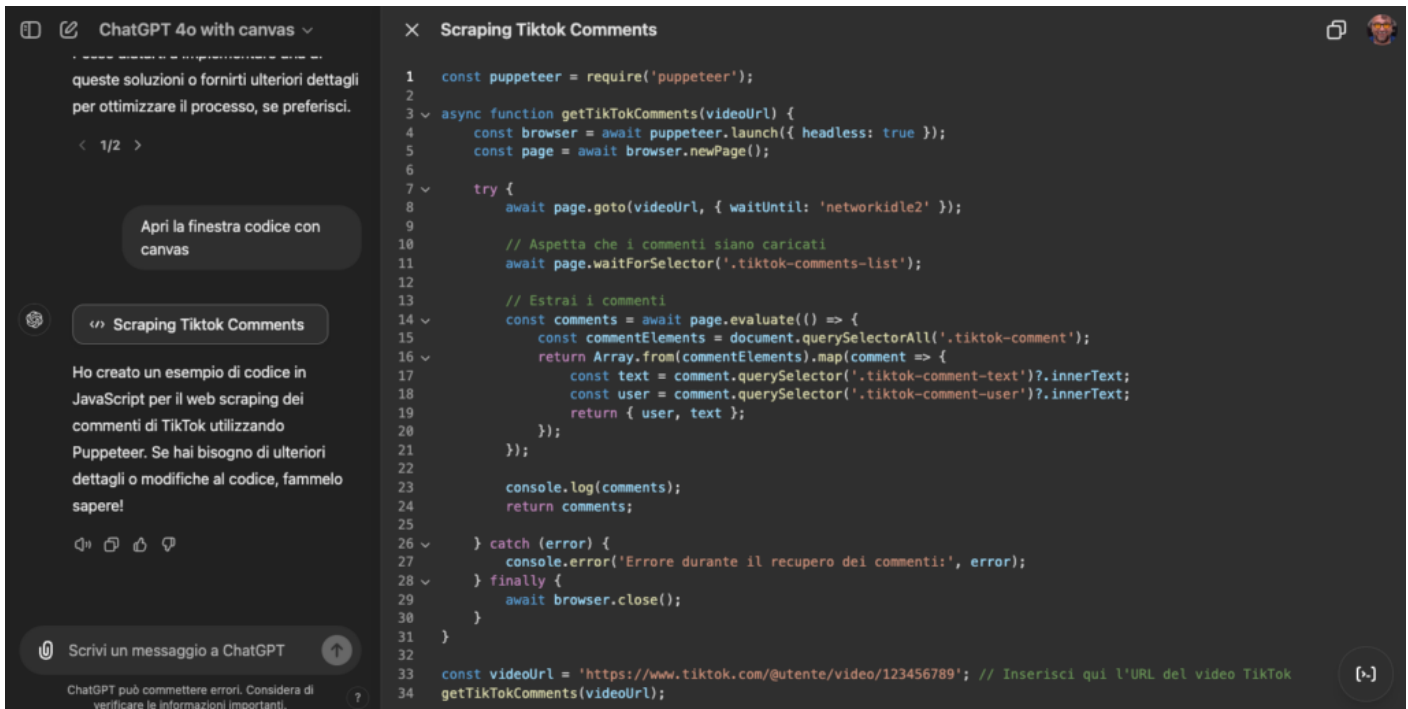 ChatGPT 4o with canvas
queste soluzioni o fornirti ulteriori dettagli
per ottimizzare il processo, se preferisci.
1/2
Apri la finestra codice con
canvas
Scraping Tiktok Comments
Ho creato un esempio di codice in
JavaScript per il web scraping dei
commenti di TikTok utilizzando
Puppeteer. Se hai bisogno di ulteriori
dettagli o modifiche al codice, fammelo
sapere!
Scrivi un messaggio a ChatGPT
ChatGPT può commettere errori. Considera di
verificare le informazioni importanti.
?
Scraping Tiktok Comments
1 const puppeteer = require('puppeteer');
2
3 async function getTikTokComments(videoUrl) {
4 const browser = await puppeteer.launch({ headless: true });
5 const page = await browser.newPage();
6
7 try {
8 await page.goto(videoUrl, { waitUntil: 'networkidle2' });
9
10 // Aspetta che i commenti siano caricati
11 await page.waitForSelector('.tiktok-comments-list');
12
13 // Estrai i commenti
14 const comments = await page.evaluate(() => {
15 const commentElements = document.querySelectorAll('.tiktok-comment');
16 return Array.from(commentElements).map(comment => {
17 const text = comment.querySelector('.tiktok-comment-text')?.innerText;
18 const user = comment.querySelector('.tiktok-comment-user')?.innerText;
19 return { user, text };
20 });
21 });
22
23 console.log(comments);
24 return comments;
25
26 } catch (error) {
27 console.error('Errore durante il recupero dei commenti:', error);
28 } finally {
29 await browser.close();
30 }
31 }
32
33 const videoUrl = 'https://www.tiktok.com/@utente/video/123456789'; // Inserisci qui l'URL del video TikTok
34 getTikTokComments(videoUrl);